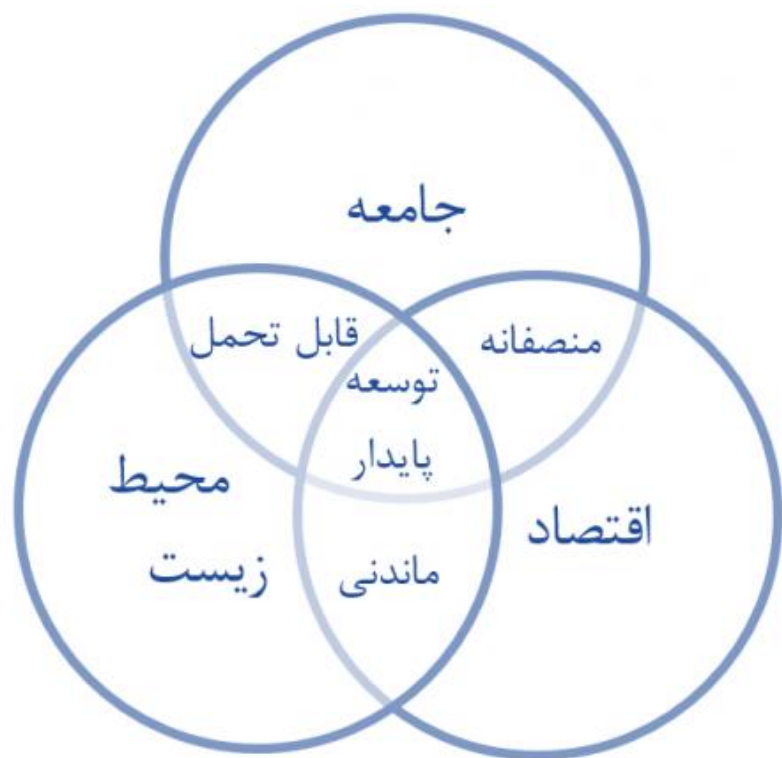 جامعه
منصفانه
قابل تحمل
توسعه
پایدار
اقتصاد
محیط
زیست
ماندنی